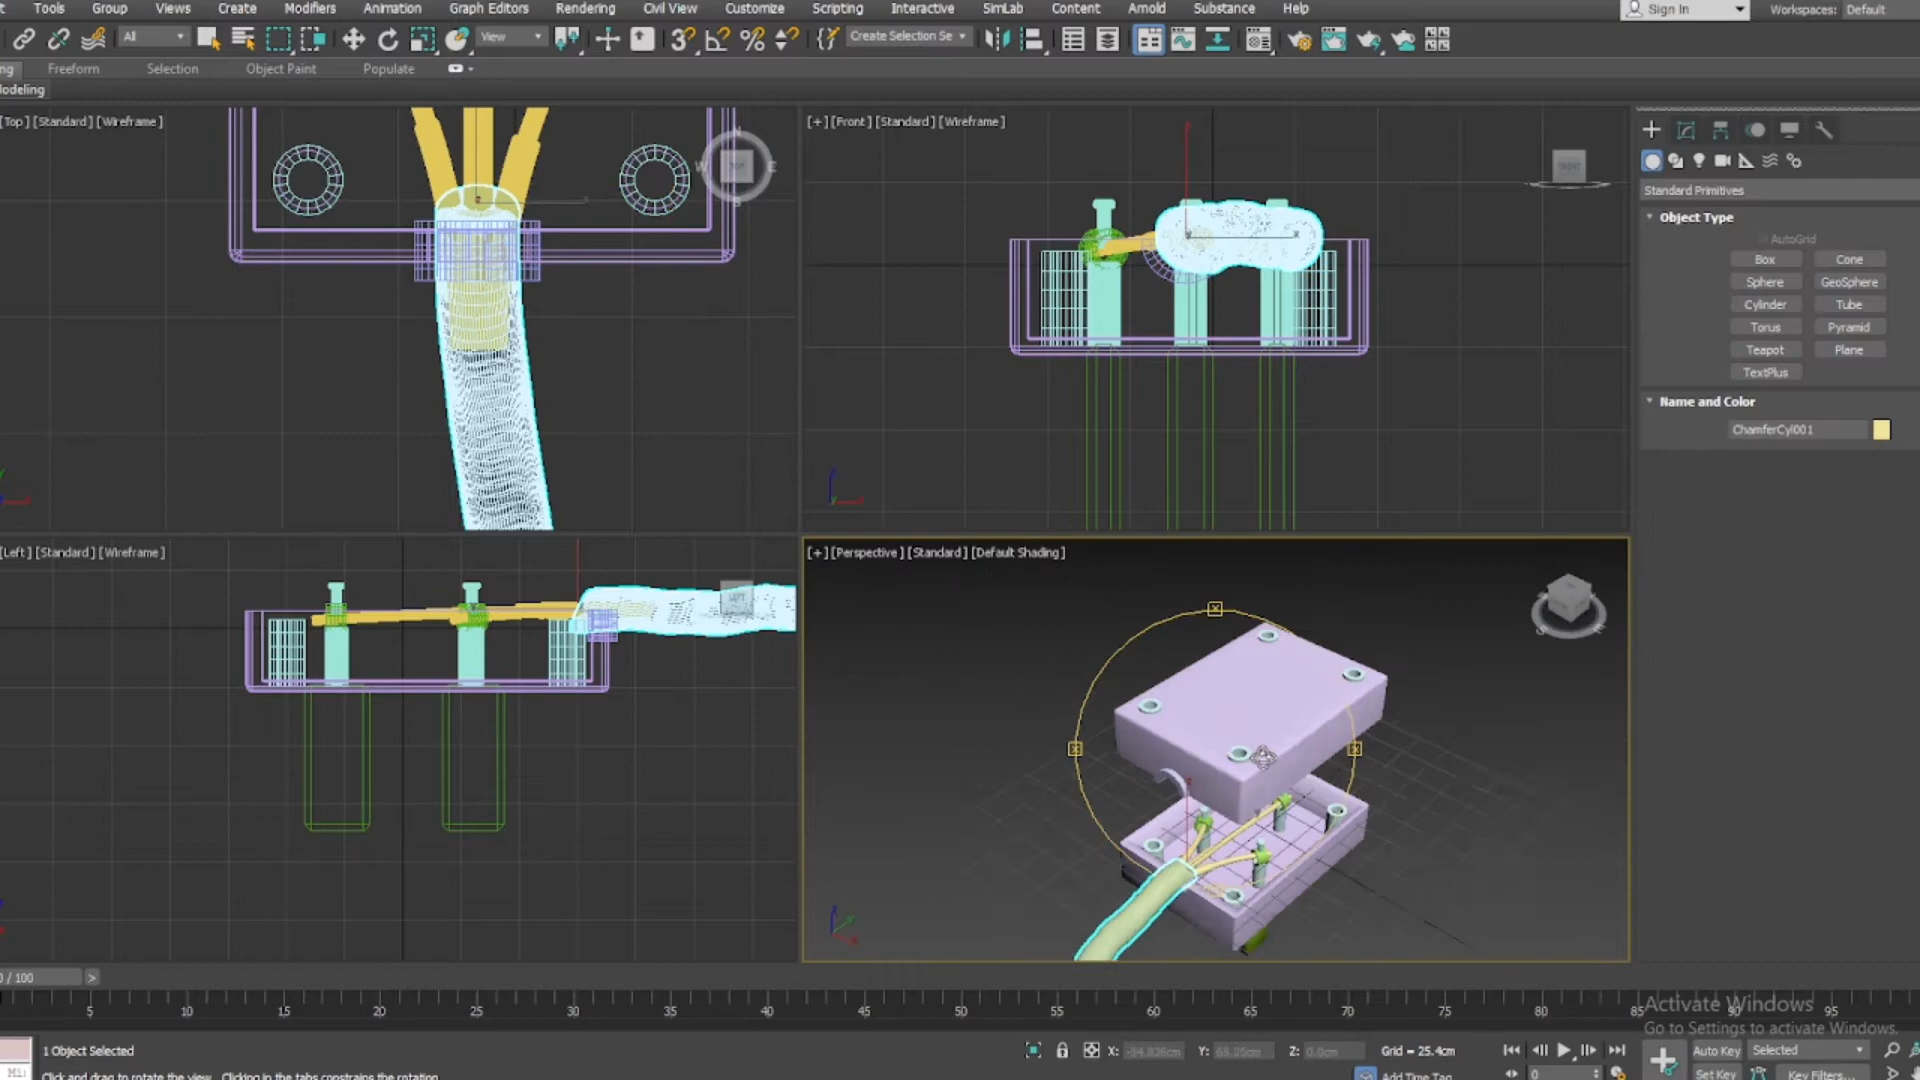 Tools Group Views Create Modifiers Animation Graph Editors Rendering Civil View Customize Scripting Interactive SimLab Content Arnold Substance Help Sign In Workspaces: Default
All View Create Selection Se
Freeform Selection Object Paint Populate
[Top] [Standard] [Wireframe]
[+] [Front] [Standard] [Wireframe]
FRONT
Standard Primitives
Object Type
AutoGrid
Box Cone
Sphere GeoSphere
Cylinder Tube
Torus Pyramid
Teapot Plane
TextPlus
Name and Color
ChamferCyl001
[Left] [Standard] [Wireframe]
LEFT
[+] [Perspective] [Standard] [Default Shading]
/ 100 >
5 10 15 20 25 30 35 40 45 50 55 60 65 70 75 80 85 90 95
Activate Windows
Go to Settings to activate Windows.
1 Object Selected
X: Y: Z: 0.0cm Grid = 25.4cm
Auto Key Selected
Click and drag to rotate the view. Clicking in the tabs constrains the rotation
Add Time Tag
0
Set Key Key Filters...